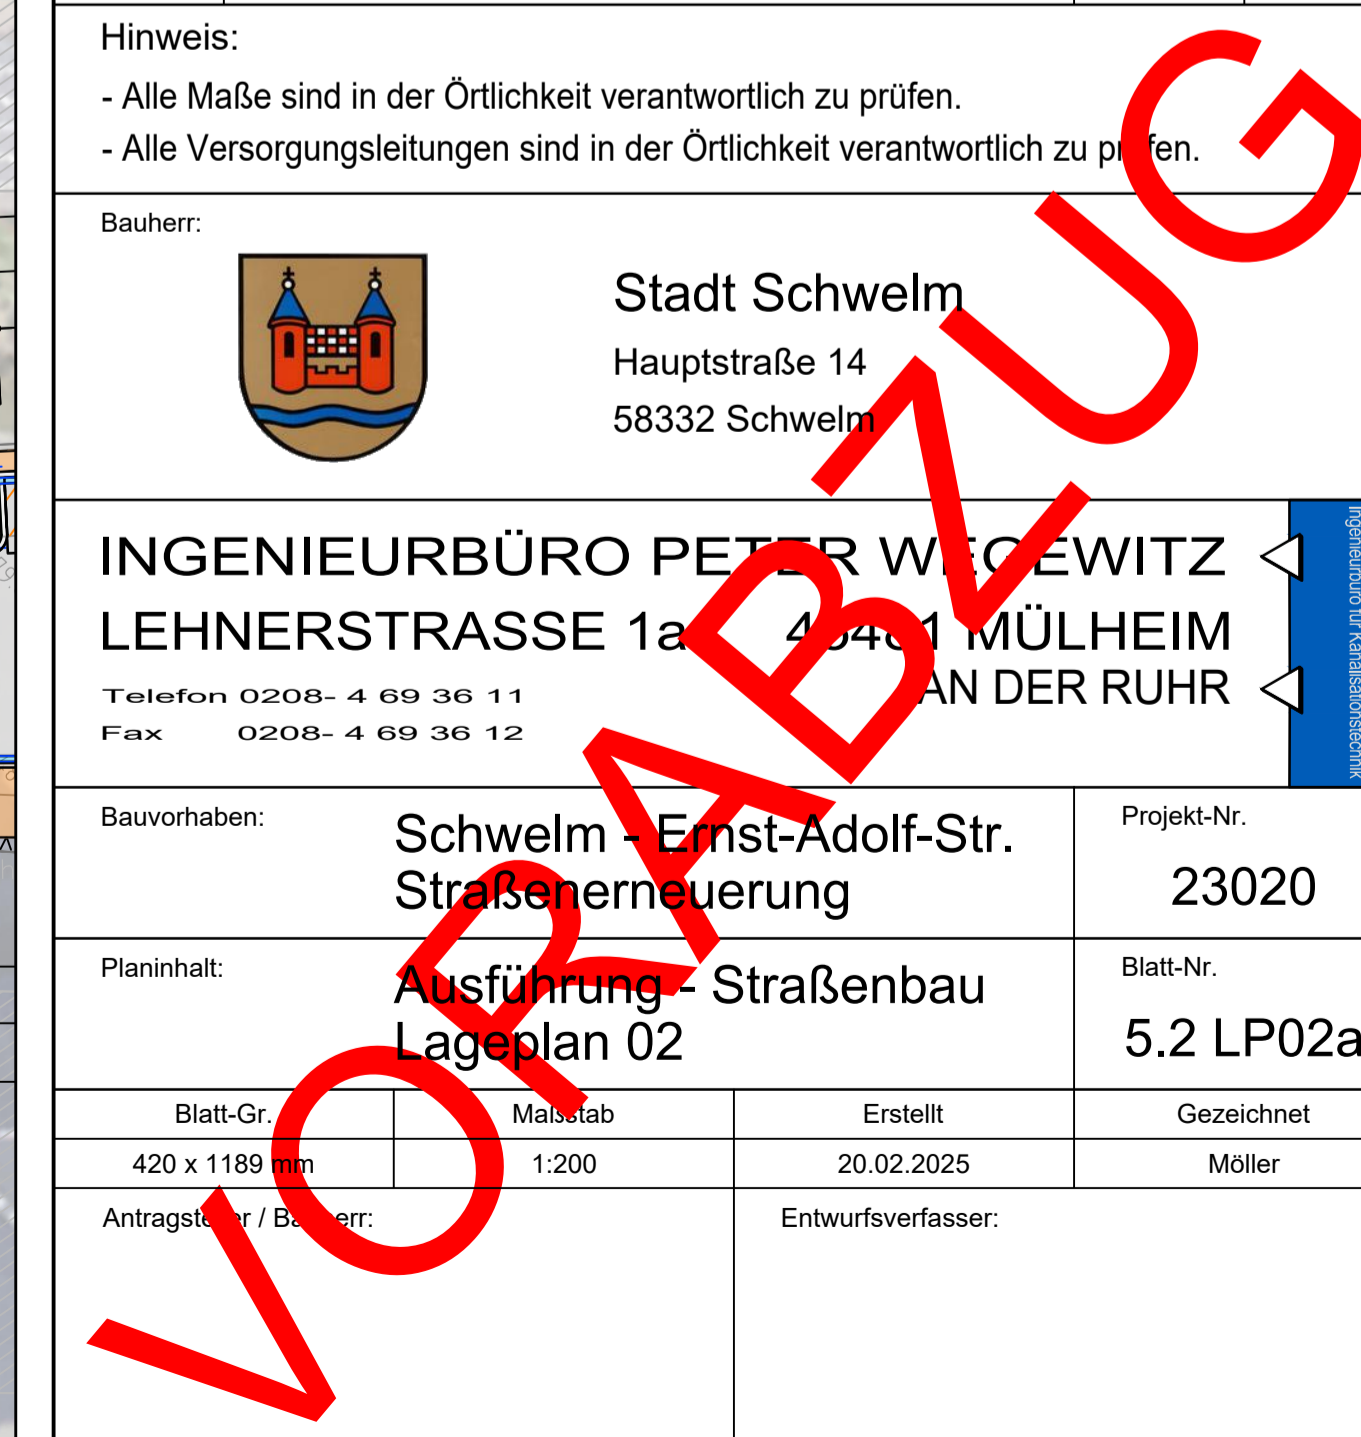 Hinweis:
- Alle Maße sind in der Örtlichkeit verantwortlich zu prüfen.
- Alle Versorgungsleitungen sind in der Örtlichkeit verantwortlich zu prüfen.
Bauherr:
Stadt Schwelm
Hauptstraße 14
58332 Schwelm
INGENIEURBÜRO PETER WEGEWITZ
LEHNERSTRASSE 1a 45481 MÜLHEIM
AN DER RUHR
Telefon 0208- 4 69 36 11
Fax 0208- 4 69 36 12
Ingenieurbüro für Kanalisationstechnik
Bauvorhaben:
Schwelm - Ernst-Adolf-Str.
Straßenerneuerung
Projekt-Nr.
23020
Planinhalt:
Ausführung - Straßenbau
Lageplan 02
Blatt-Nr.
5.2 LP02a
Blatt-Gr. Maßstab Erstellt Gezeichnet
420 x 1189 mm 1:200 20.02.2025 Möller
Antragsteller / Bauherr:
Entwurfsverfasser:
VORABZUG